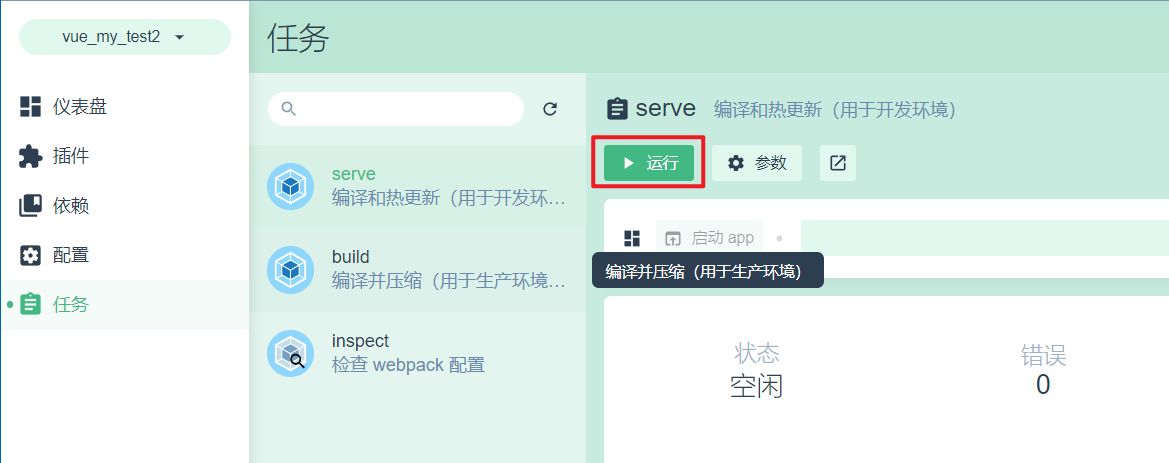 vue_my_test2
任务
仪表盘
插件
依赖
配置
任务
serve
编译和热更新（用于开发环…
build
编译并压缩（用于生产环境…
inspect
检查 webpack 配置
serve 编译和热更新（用于开发环境）
运行 参数
启动 app
编译并压缩（用于生产环境）
状态
空闲
错误
0